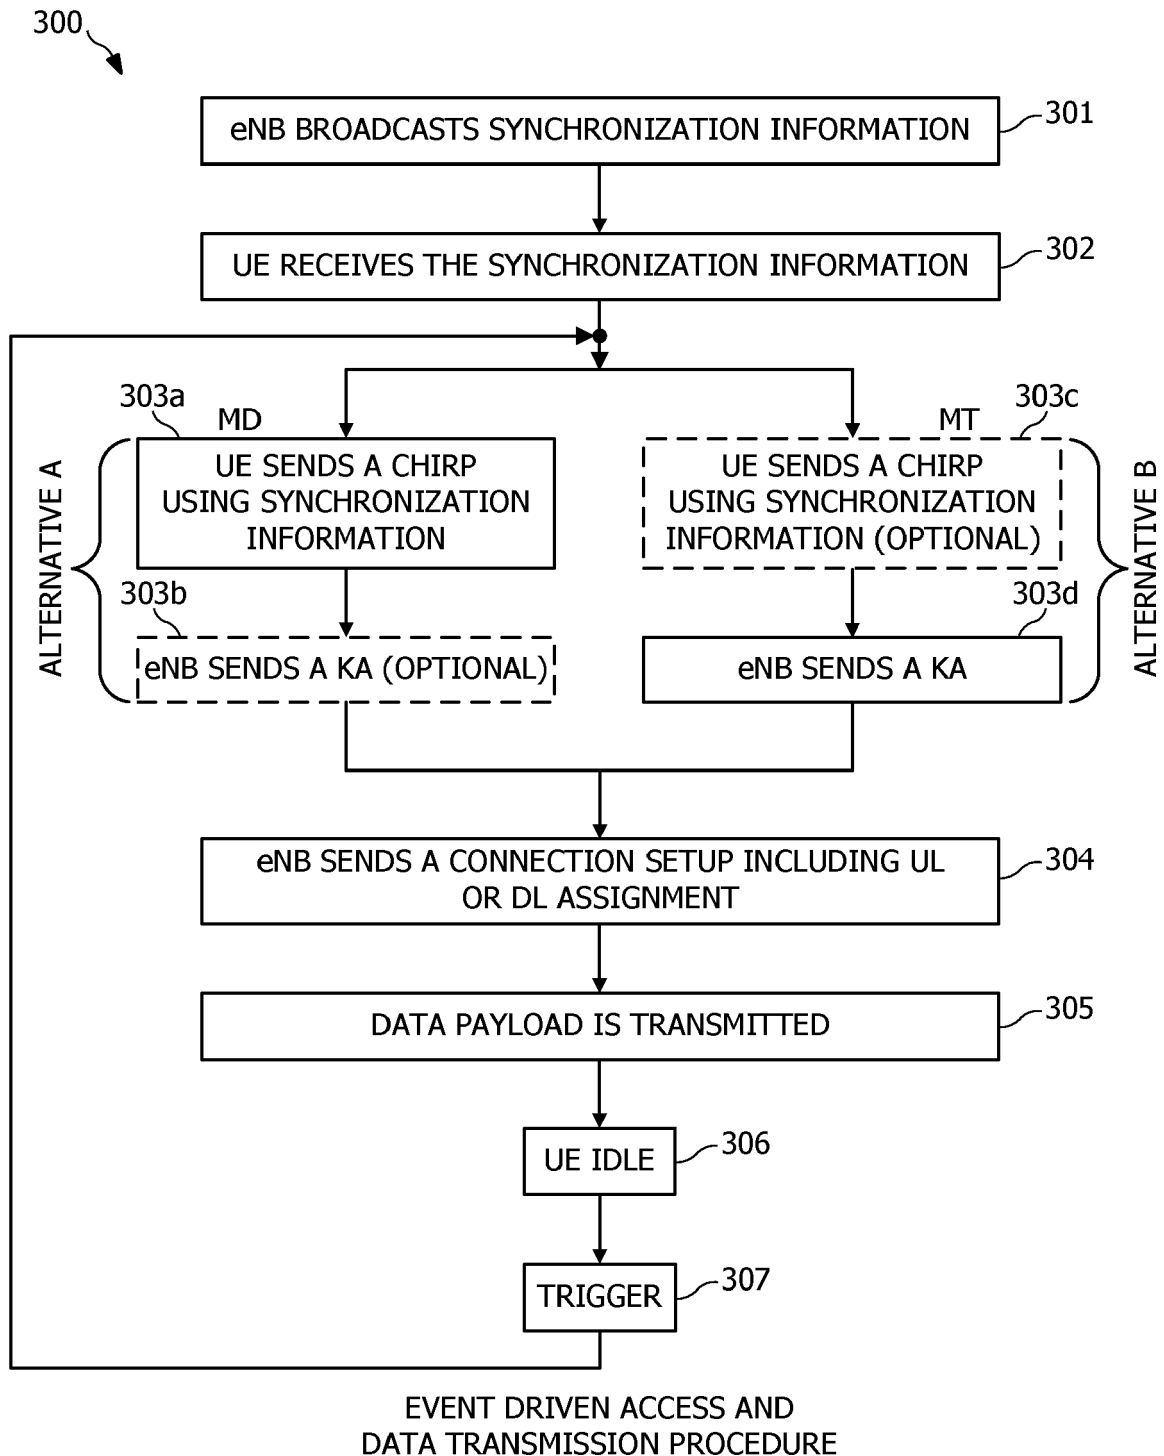 300
eNB BROADCASTS SYNCHRONIZATION INFORMATION
301
UE RECEIVES THE SYNCHRONIZATION INFORMATION
302
303a
MD
UE SENDS A CHIRP
USING SYNCHRONIZATION
INFORMATION
303b
eNB SENDS A KA (OPTIONAL)
ALTERNATIVE A
MT
303c
UE SENDS A CHIRP
USING SYNCHRONIZATION
INFORMATION (OPTIONAL)
303d
eNB SENDS A KA
ALTERNATIVE B
eNB SENDS A CONNECTION SETUP INCLUDING UL
OR DL ASSIGNMENT
304
DATA PAYLOAD IS TRANSMITTED
305
UE IDLE
306
TRIGGER
307
EVENT DRIVEN ACCESS AND
DATA TRANSMISSION PROCEDURE